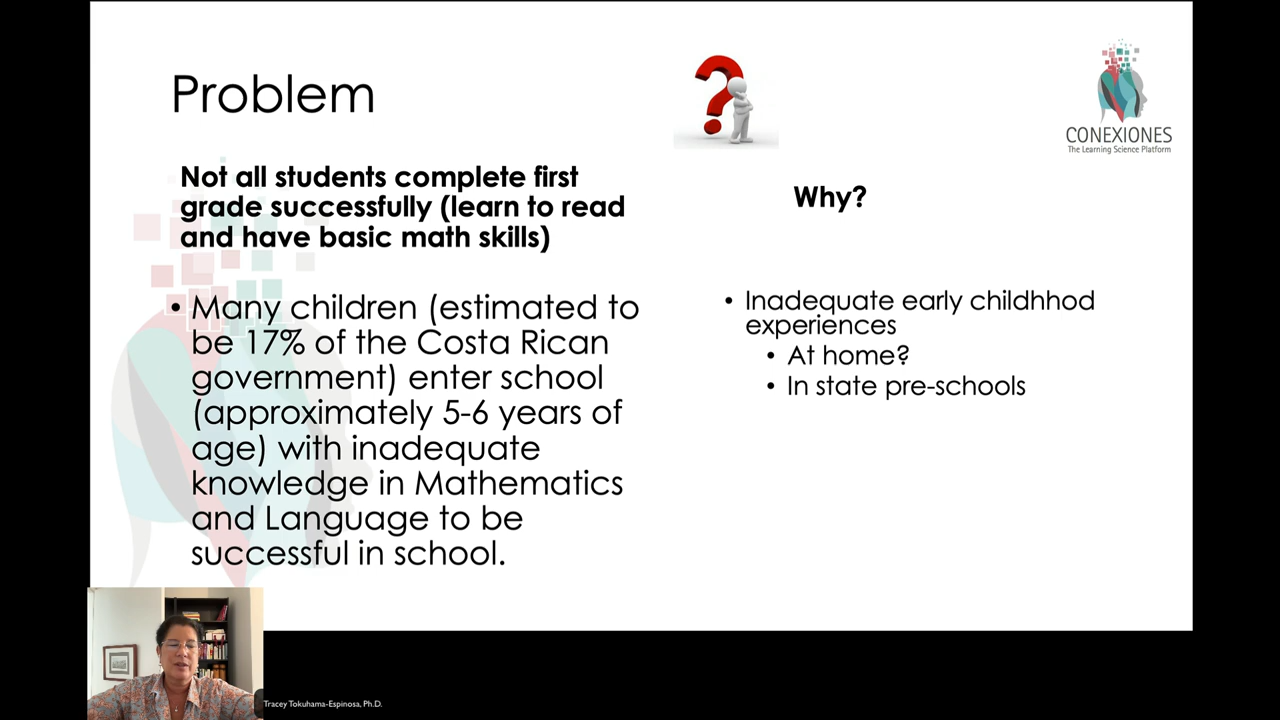 Problem
CONEXIONES
The Learning Science Platform
Not all students complete first
grade successfully (learn to read
and have basic math skills)
Why?
• Many children (estimated to
be 17% of the Costa Rican
government) enter school
(approximately 5-6 years of
age) with inadequate
knowledge in Mathematics
and Language to be
successful in school.
• Inadequate early childhhod
experiences
• At home?
• In state pre-schools
Tracey Tokuhama-Espinosa, Ph.D.